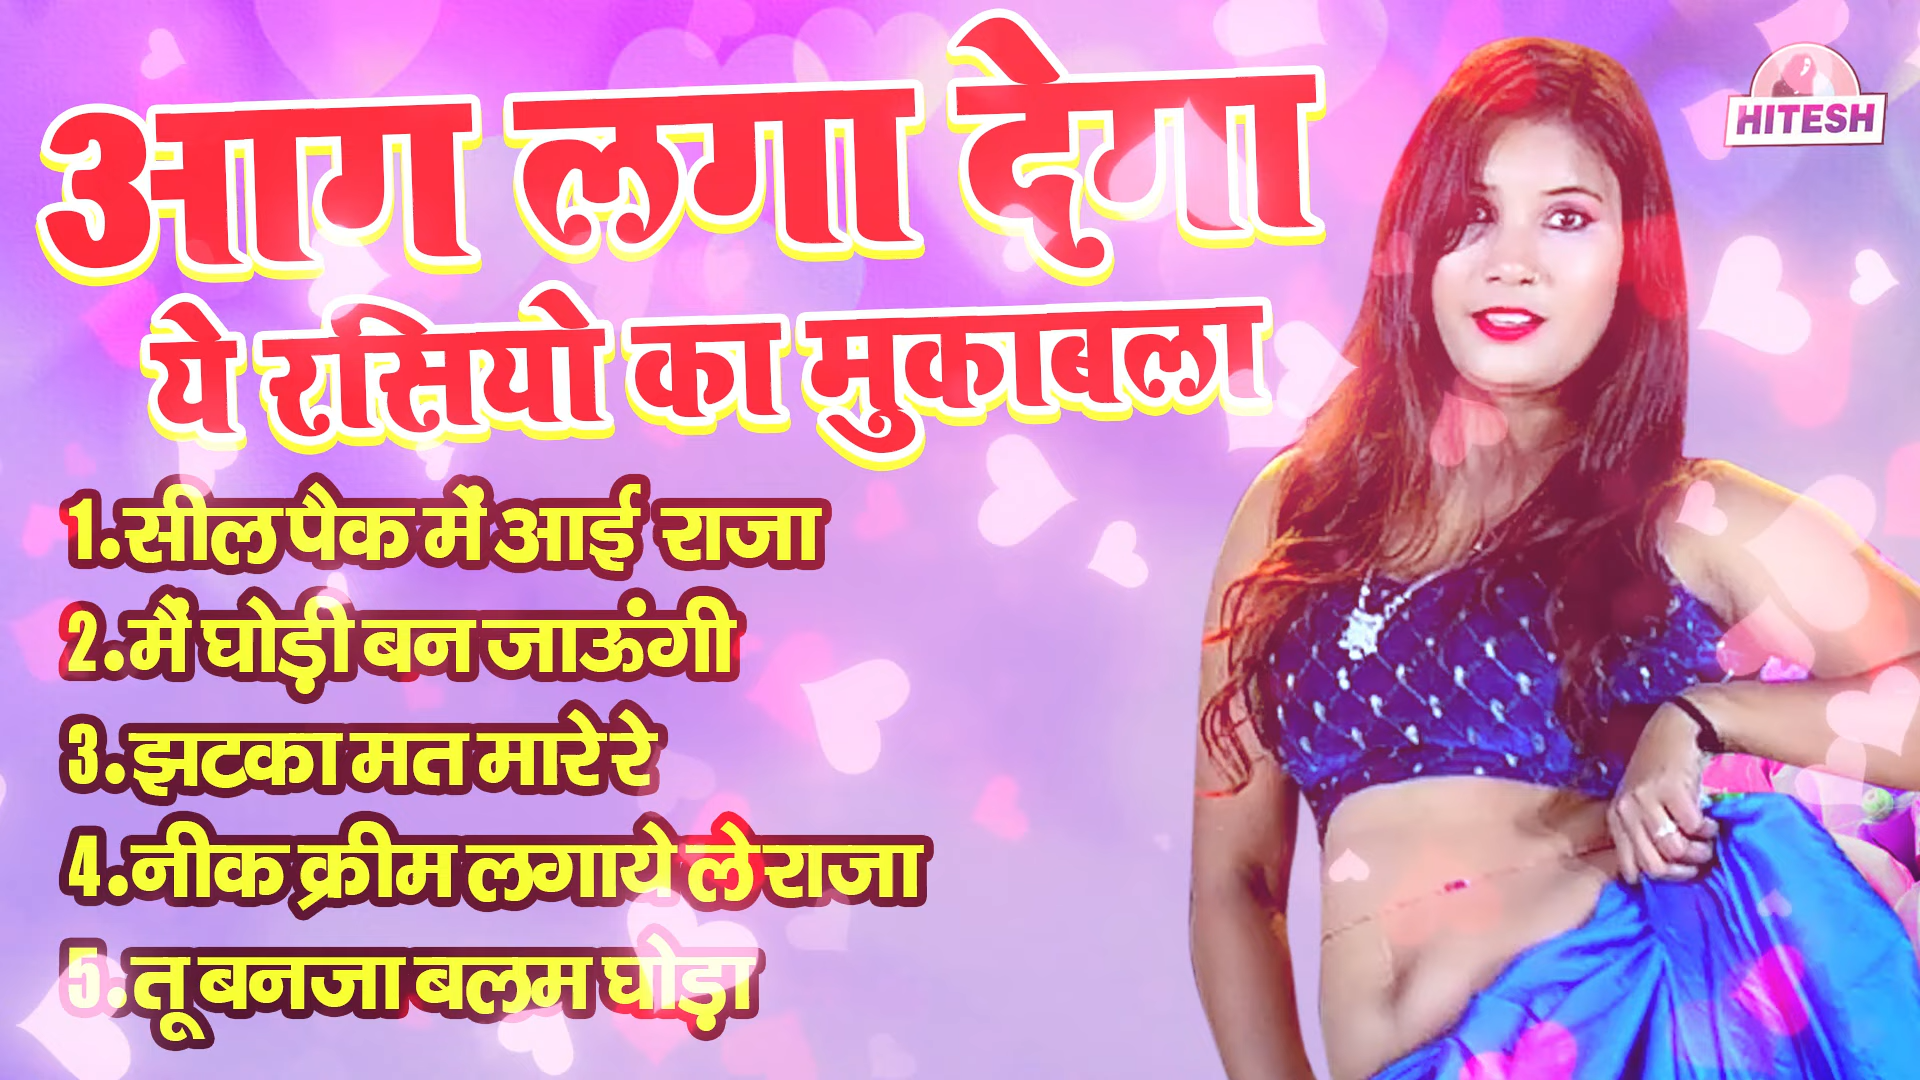 आग लगा देगा
HITESH
ये रसियो का मुकाबला
1.सील पैक में आई राजा
2.मैं घोड़ी बन जाऊंगी
3.झटका मत मारे रे
4.नीक क्रीम लगाये ले राजा
5.तू बनजा बलम घोड़ा